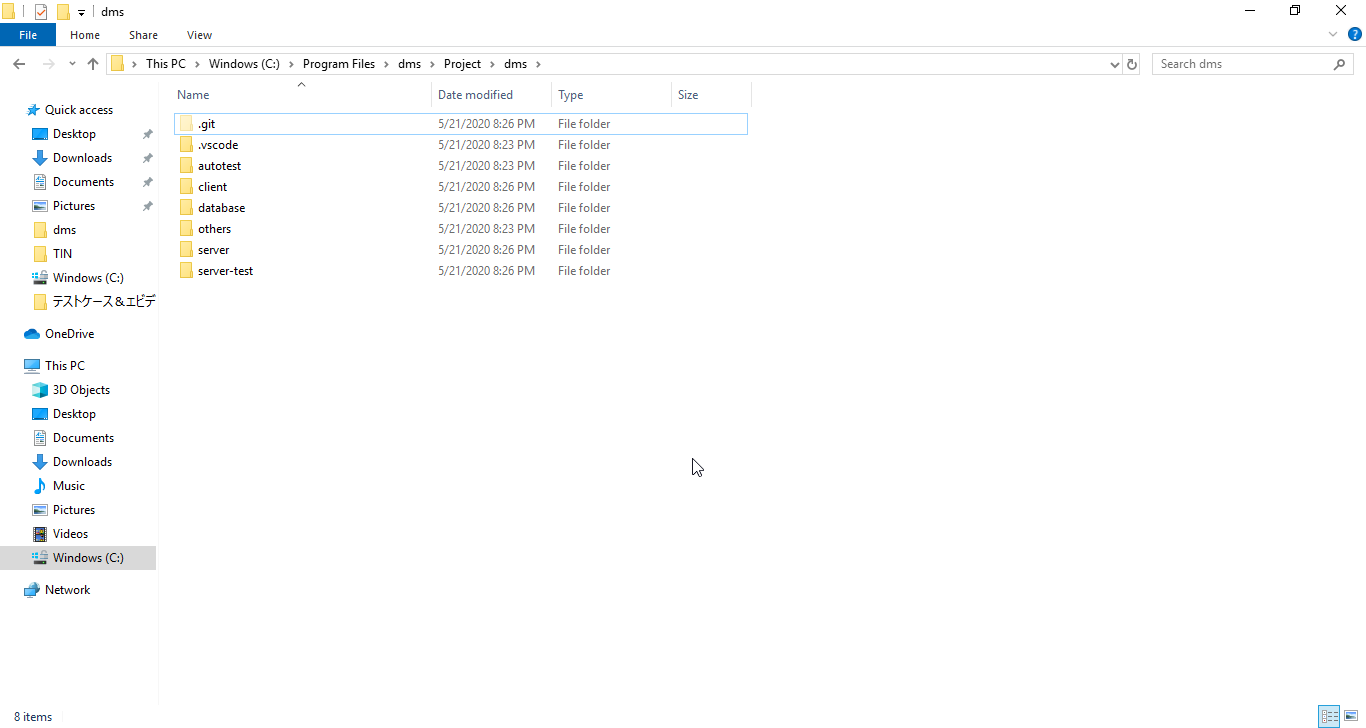 dms
File Home Share View
This PC Windows (C:) Program Files dms Project dms
Search dms
Name Date modified Type Size
.git 5/21/2020 8:26 PM File folder
.vscode 5/21/2020 8:23 PM File folder
autotest 5/21/2020 8:23 PM File folder
client 5/21/2020 8:26 PM File folder
database 5/21/2020 8:26 PM File folder
others 5/21/2020 8:23 PM File folder
server 5/21/2020 8:26 PM File folder
server-test 5/21/2020 8:26 PM File folder
Quick access
Desktop
Downloads
Documents
Pictures
dms
TIN
Windows (C:)
テストケース＆エビデ
OneDrive
This PC
3D Objects
Desktop
Documents
Downloads
Music
Pictures
Videos
Windows (C:)
Network
8 items